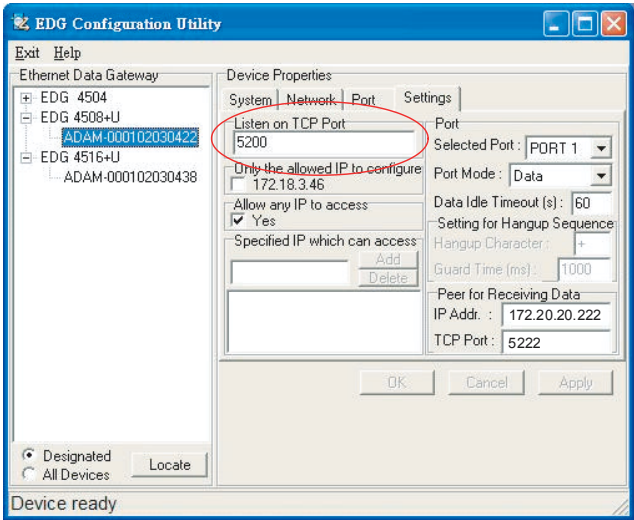 EDG Configuration Utility
Exit Help
Ethernet Data Gateway
EDG 4504
EDG 4508+U
ADAM-000102030422
EDG 4516+U
ADAM-000102030438
Designated
All Devices
Locate
Device Properties
System Network Port Settings
Listen on TCP Port
5200
Only the allowed IP to configure
172.18.3.46
Allow any IP to access
Yes
Specified IP which can access
Add
Delete
Port
Selected Port : PORT 1
Port Mode : Data
Data Idle Timeout (s) : 60
Setting for Hangup Sequence
Hangup Character : +
Guard Time (ms) : 1000
Peer for Receiving Data
IP Addr. : 172.20.20.222
TCP Port : 5222
OK Cancel Apply
Device ready